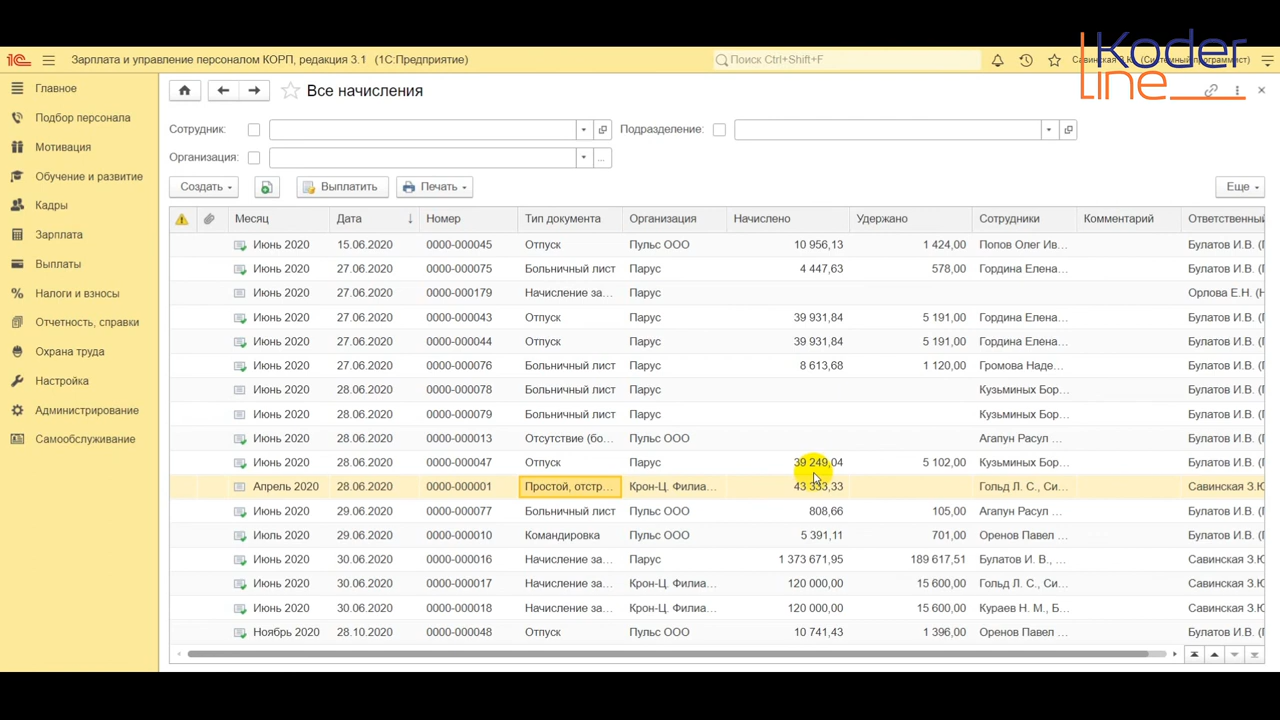 Koder
line
1С Зарплата и управление персоналом КОРП, редакция 3.1 (1С:Предприятие) Поиск Ctrl+Shift+F
Главное
Подбор персонала
Мотивация
Обучение и развитие
Кадры
Зарплата
Выплаты
Налоги и взносы
Отчетность, справки
Охрана труда
Настройка
Администрирование
Самообслуживание
Все начисления
Сотрудник: Подразделение:
Организация:
Создать Выплатить Печать Еще
Месяц Дата ↓ Номер Тип документа Организация Начислено Удержано Сотрудники Комментарий Ответственный
Июнь 2020 15.06.2020 0000-000045 Отпуск Пульс ООО 10 956,13 1 424,00 Попов Олег Ив... Булатов И.В. (
Июнь 2020 27.06.2020 0000-000075 Больничный лист Парус 4 447,63 578,00 Гордина Елена... Булатов И.В. (
Июнь 2020 27.06.2020 0000-000179 Начисление за... Парус Орлова Е.Н. (
Июнь 2020 27.06.2020 0000-000043 Отпуск Парус 39 931,84 5 191,00 Гордина Елена... Булатов И.В. (
Июнь 2020 27.06.2020 0000-000044 Отпуск Парус 39 931,84 5 191,00 Гордина Елена... Булатов И.В. (
Июнь 2020 27.06.2020 0000-000076 Больничный лист Парус 8 613,68 1 120,00 Громова Наде... Булатов И.В. (
Июнь 2020 28.06.2020 0000-000078 Больничный лист Парус Кузьминых Бор... Булатов И.В. (
Июнь 2020 28.06.2020 0000-000079 Больничный лист Парус Кузьминых Бор... Булатов И.В. (
Июнь 2020 28.06.2020 0000-000013 Отсутствие (бо... Пульс ООО Агапун Расул ... Булатов И.В. (
Июнь 2020 28.06.2020 0000-000047 Отпуск Парус 39 249,04 5 102,00 Кузьминых Бор... Булатов И.В. (
Апрель 2020 28.06.2020 0000-000001 Простой, отстр... Крон-Ц. Филиа... 43 333,33 Гольд Л. С., Си... Савинская З.Ю
Июнь 2020 29.06.2020 0000-000077 Больничный лист Пульс ООО 808,66 105,00 Агапун Расул ... Булатов И.В. (
Июль 2020 29.06.2020 0000-000010 Командировка Пульс ООО 5 391,11 701,00 Оренов Павел ... Булатов И.В. (
Июнь 2020 30.06.2020 0000-000016 Начисление за... Парус 1 373 671,95 189 617,51 Булатов И. В., ... Савинская З.Ю
Июнь 2020 30.06.2020 0000-000017 Начисление за... Крон-Ц. Филиа... 120 000,00 15 600,00 Гольд Л. С., Си... Савинская З.Ю
Июнь 2020 30.06.2020 0000-000018 Начисление за... Крон-Ц. Филиа... 120 000,00 15 600,00 Кураев Н. М., Б... Савинская З.Ю
Ноябрь 2020 28.10.2020 0000-000048 Отпуск Пульс ООО 10 741,43 1 396,00 Оренов Павел ... Булатов И.В. (